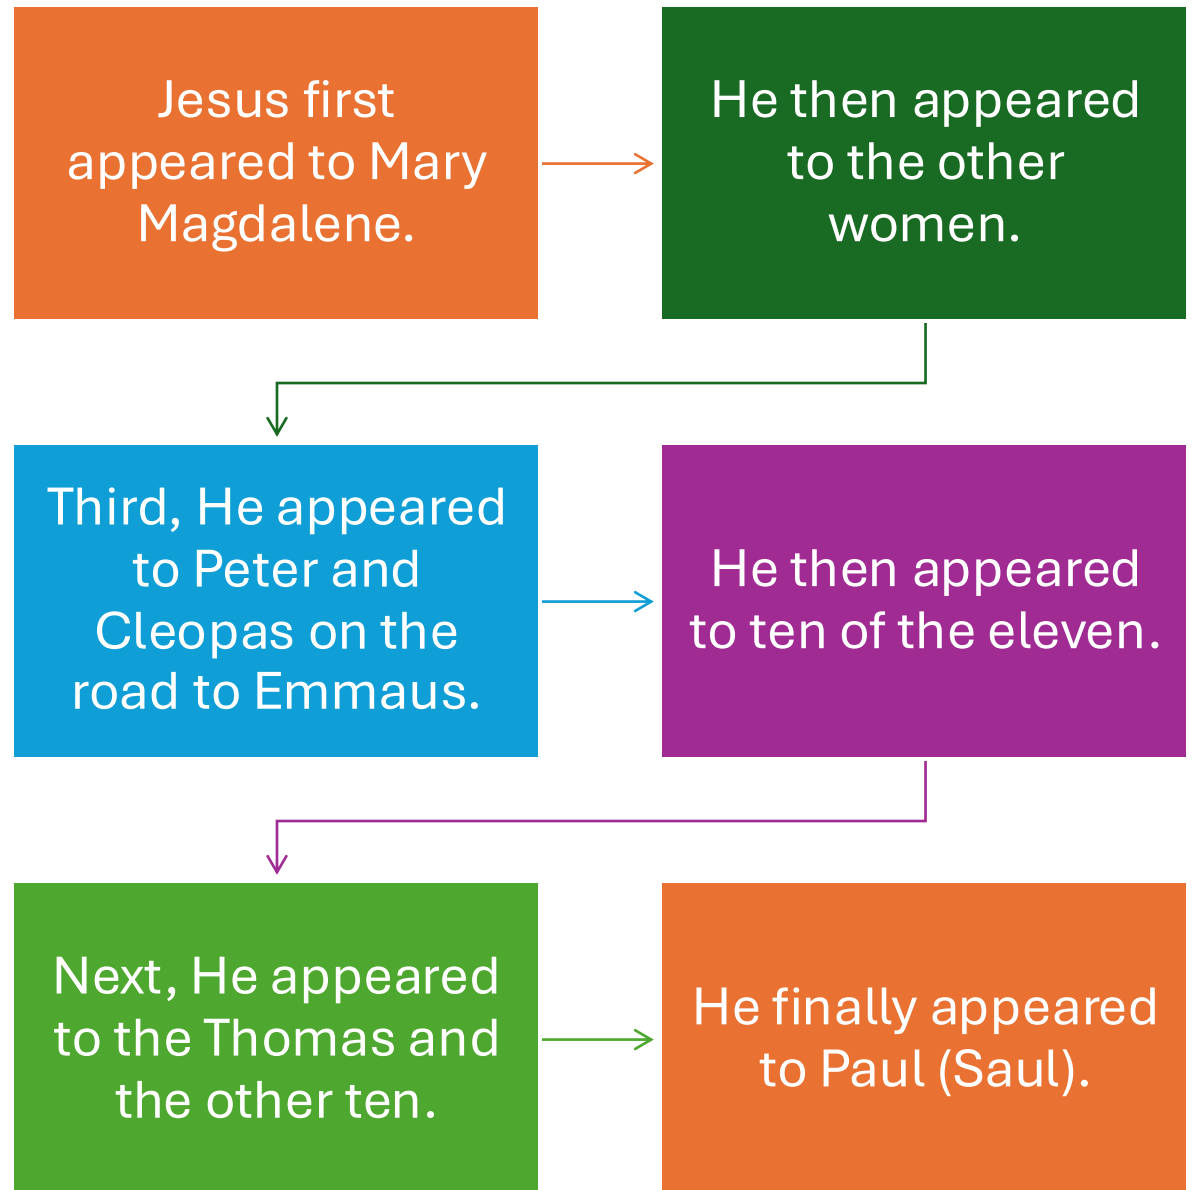 Jesus first
appeared to Mary
Magdalene.
He then appeared
to the other
women.
Third, He appeared
to Peter and
Cleopas on the
road to Emmaus.
He then appeared
to ten of the eleven.
Next, He appeared
to the Thomas and
the other ten.
He finally appeared
to Paul (Saul).